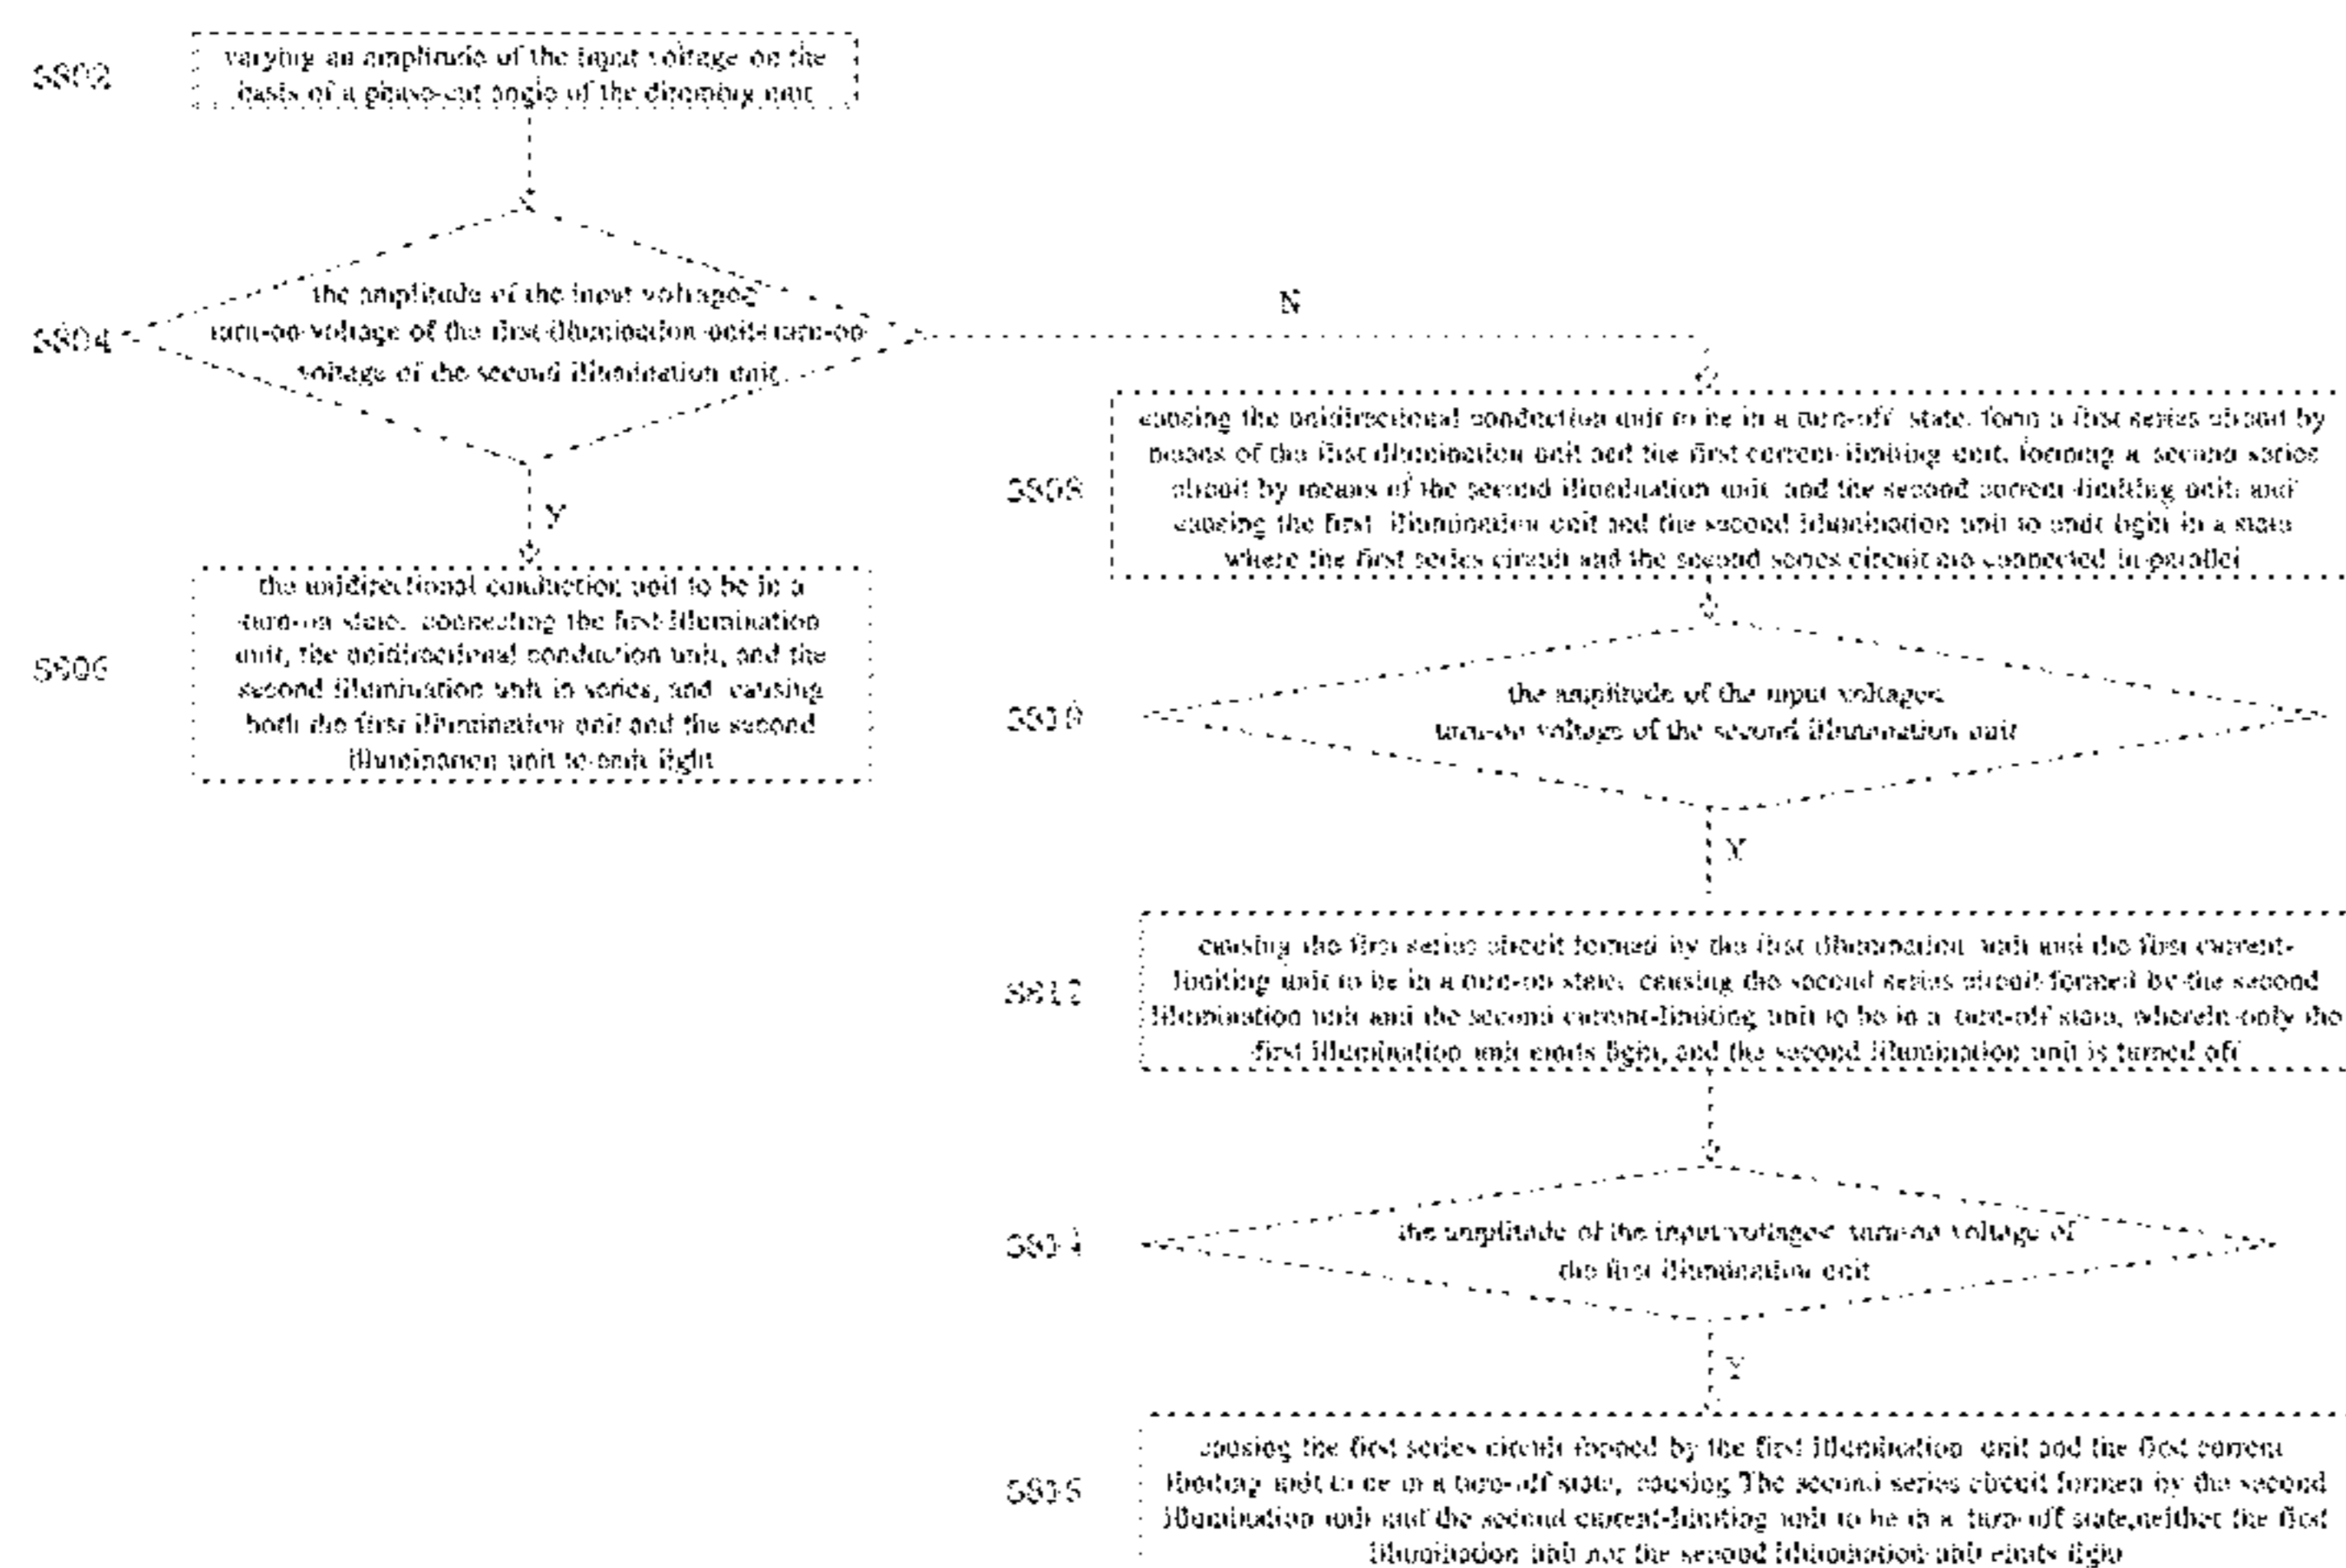 S802
varying an amplitude of the input voltage on the
basis of a phase-cut angle of the dimming unit
S804
the amplitude of the input voltage≥
turn-on voltage of the first illumination unit+turn-on
voltage of the second illumination unit
N
Y
S806
the unidirectional conduction unit to be in a
turn-on state, connecting the first illumination
unit, the unidirectional conduction unit, and the
second illumination unit in series, and causing
both the first illumination unit and the second
illumination unit to emit light
S808
causing the unidirectional conduction unit to be in a turn-off state, form a first series circuit by
means of the first illumination unit and the first current-limiting unit, forming a second series
circuit by means of the second illumination unit and the second current-limiting unit, and
causing the first illumination unit and the second illumination unit to emit light in a state
where the first series circuit and the second series circuit are connected in parallel
S810
the amplitude of the input voltage<
turn-on voltage of the second illumination unit
Y
S812
causing the first series circuit formed by the first illumination unit and the first current-
limiting unit to be in a turn-on state, causing the second series circuit formed by the second
illumination unit and the second current-limiting unit to be in a turn-off state, wherein only the
first illumination unit emits light, and the second illumination unit is turned off
S814
the amplitude of the input voltage< turn-on voltage of
the first illumination unit
Y
S816
causing the first series circuit formed by the first illumination unit and the first current
limiting unit to be in a turn-off state, causing The second series circuit formed by the second
illumination unit and the second current-limiting unit to be in a turn-off state,neither the first
illumination unit nor the second illumination unit emits light